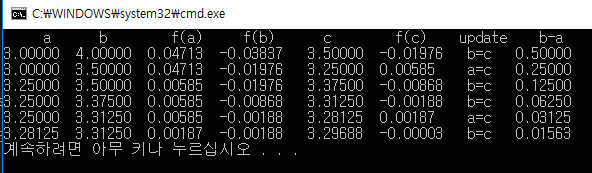 C:₩WINDOWS₩system32₩cmd.exe
a b f(a) f(b) c f(c) update b-a
3.00000 4.00000 0.04713 -0.03837 3.50000 -0.01976 b=c 0.50000
3.00000 3.50000 0.04713 -0.01976 3.25000 0.00585 a=c 0.25000
3.25000 3.50000 0.00585 -0.01976 3.37500 -0.00868 b=c 0.12500
3.25000 3.37500 0.00585 -0.00868 3.31250 -0.00188 b=c 0.06250
3.25000 3.31250 0.00585 -0.00188 3.28125 0.00187 a=c 0.03125
3.28125 3.31250 0.00187 -0.00188 3.29688 -0.00003 b=c 0.01563
계속하려면 아무 키나 누르십시오 . . .